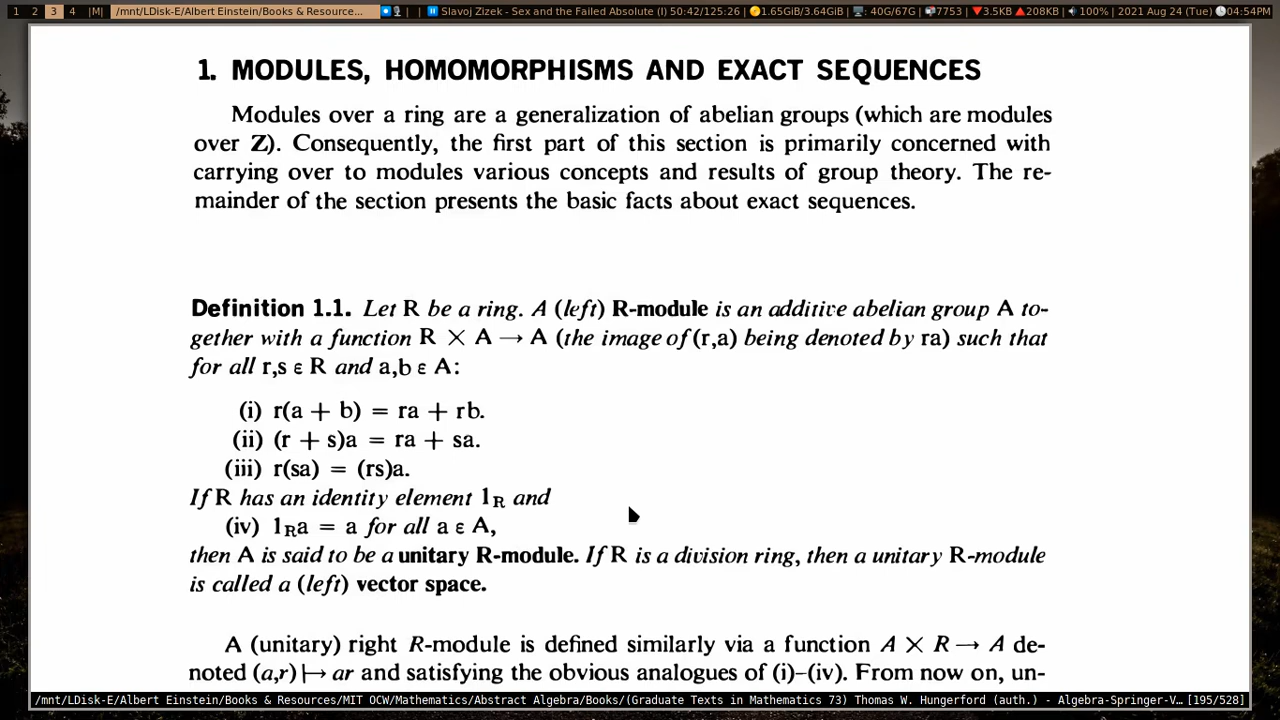 1 2 3 4 |M| /mnt/LDisk-E/Albert Einstein/Books & Resource... | | Slavoj Zizek - Sex and the Failed Absolute (I) 50:42/125:26 | 1.65GiB/3.64GiB | : 40G/67G | 7753 | 3.5KB 208KB | 100% | 2021 Aug 24 (Tue) 04:54PM
1. MODULES, HOMOMORPHISMS AND EXACT SEQUENCES
Modules over a ring are a generalization of abelian groups (which are modules
over Z). Consequently, the first part of this section is primarily concerned with
carrying over to modules various concepts and results of group theory. The re-
mainder of the section presents the basic facts about exact sequences.
Definition 1.1. Let R be a ring. A (left) R-module is an additive abelian group A to-
gether with a function R × A → A (the image of (r,a) being denoted by ra) such that
for all r,s ε R and a,b ε A:
(i) r(a + b) = ra + rb.
(ii) (r + s)a = ra + sa.
(iii) r(sa) = (rs)a.
If R has an identity element 1R and
(iv) 1Ra = a for all a ε A,
then A is said to be a unitary R-module. If R is a division ring, then a unitary R-module
is called a (left) vector space.
A (unitary) right R-module is defined similarly via a function A × R → A de-
noted (a,r) ↦ ar and satisfying the obvious analogues of (i)–(iv). From now on, un-
/mnt/LDisk-E/Albert Einstein/Books & Resources/MIT OCW/Mathematics/Abstract Algebra/Books/(Graduate Texts in Mathematics 73) Thomas W. Hungerford (auth.) - Algebra-Springer-V... [195/528]